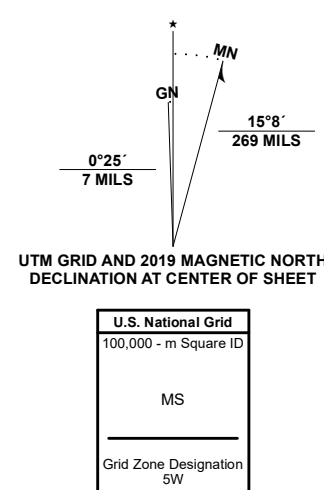 ★
MN
GN
15°8´
269 MILS
0°25´
7 MILS
UTM GRID AND 2019 MAGNETIC NORTH
DECLINATION AT CENTER OF SHEET
U.S. National Grid
100,000 - m Square ID
MS
Grid Zone Designation
5W